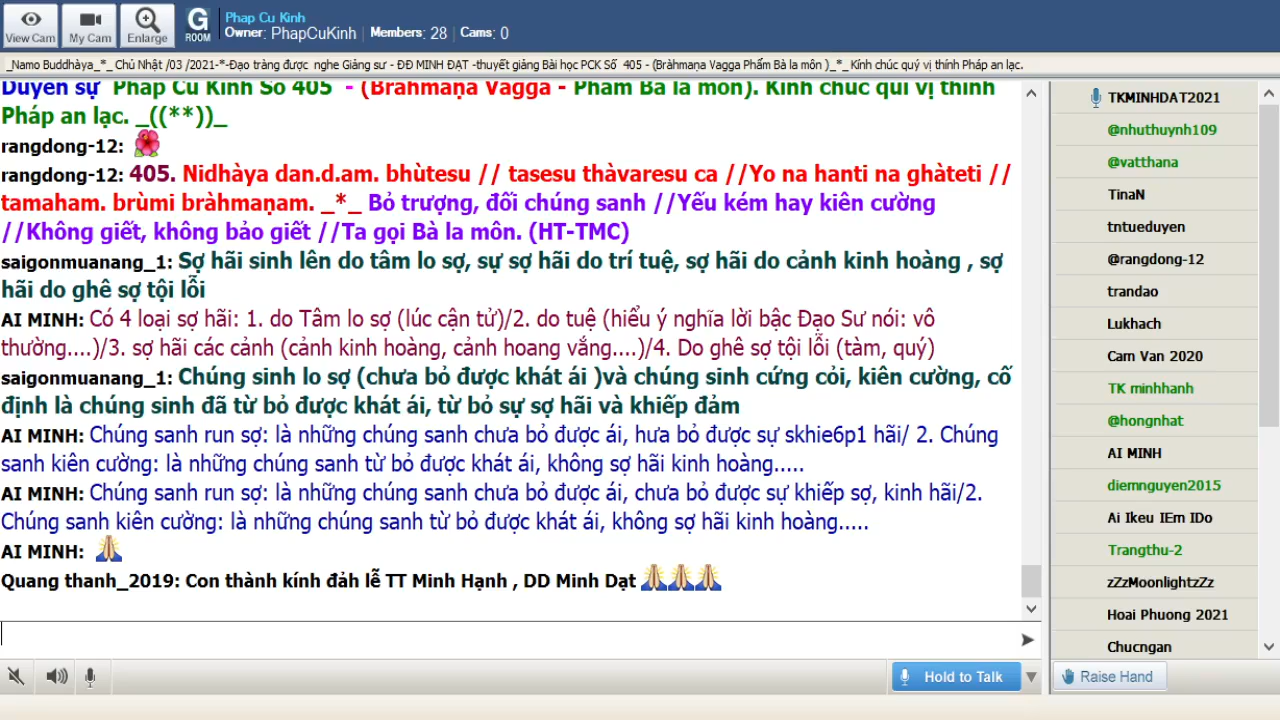 View Cam
My Cam
Enlarge
G
ROOM
Phap Cu Kinh
Owner: PhapCuKinh | Members: 28 | Cams: 0
_Namo Buddhàya_*_ Chủ Nhật /03 /2021-*-Đạo tràng được nghe Giảng sư - ĐĐ MINH ĐẠT -thuyết giảng Bài học PCK Số 405 - (Bràhmaṇa Vagga Phẩm Bà la môn )_*_ Kính chúc quý vị thính Pháp an lạc.
Duyên sự Pháp Cú Kinh Số 405 - (Bràhmaṇa Vagga - Phẩm Bà la môn). Kính chúc quí vị thính
Pháp an lạc. _((**))_
rangdong-12:
rangdong-12: 405. Nidhàya dan.d.am. bhùtesu // tasesu thàvaresu ca //Yo na hanti na ghàteti //
tamaham. brùmi bràhmaṇam. _*_ Bỏ trượng, đối chúng sanh //Yếu kém hay kiên cường
//Không giết, không bảo giết //Ta gọi Bà la môn. (HT-TMC)
saigonmuanang_1: Sợ hãi sinh lên do tâm lo sợ, sự sợ hãi do trí tuệ, sợ hãi do cảnh kinh hoàng , sợ
hãi do ghê sợ tội lỗi
AI MINH: Có 4 loại sợ hãi: 1. do Tâm lo sợ (lúc cận tử)/2. do tuệ (hiểu ý nghĩa lời bậc Đạo Sư nói: vô
thường....)/3. sợ hãi các cảnh (cảnh kinh hoàng, cảnh hoang vắng....)/4. Do ghê sợ tội lỗi (tàm, quý)
saigonmuanang_1: Chúng sinh lo sợ (chưa bỏ được khát ái )và chúng sinh cứng cỏi, kiên cường, cố
định là chúng sinh đã từ bỏ được khát ái, từ bỏ sự sợ hãi và khiếp đảm
AI MINH: Chúng sanh run sợ: là những chúng sanh chưa bỏ được ái, hưa bỏ được sự skhie6p1 hãi/ 2. Chúng
sanh kiên cường: là những chúng sanh từ bỏ được khát ái, không sợ hãi kinh hoàng.....
AI MINH: Chúng sanh run sợ: là những chúng sanh chưa bỏ được ái, chưa bỏ được sự khiếp sợ, kinh hãi/2.
Chúng sanh kiên cường: là những chúng sanh từ bỏ được khát ái, không sợ hãi kinh hoàng.....
AI MINH:
Quang thanh_2019: Con thành kính đảh lễ TT Minh Hạnh , DD Minh Dạt
Hold to Talk
TKMINHDAT2021
@nhuthuynh109
@vatthana
TinaN
tntueduyen
@rangdong-12
trandao
Lukhach
Cam Van 2020
TK minhhanh
@hongnhat
AI MINH
diemnguyen2015
Ai lkeu IEm IDo
Trangthu-2
zZzMoonlightzZz
Hoai Phuong 2021
Chucngan
Raise Hand